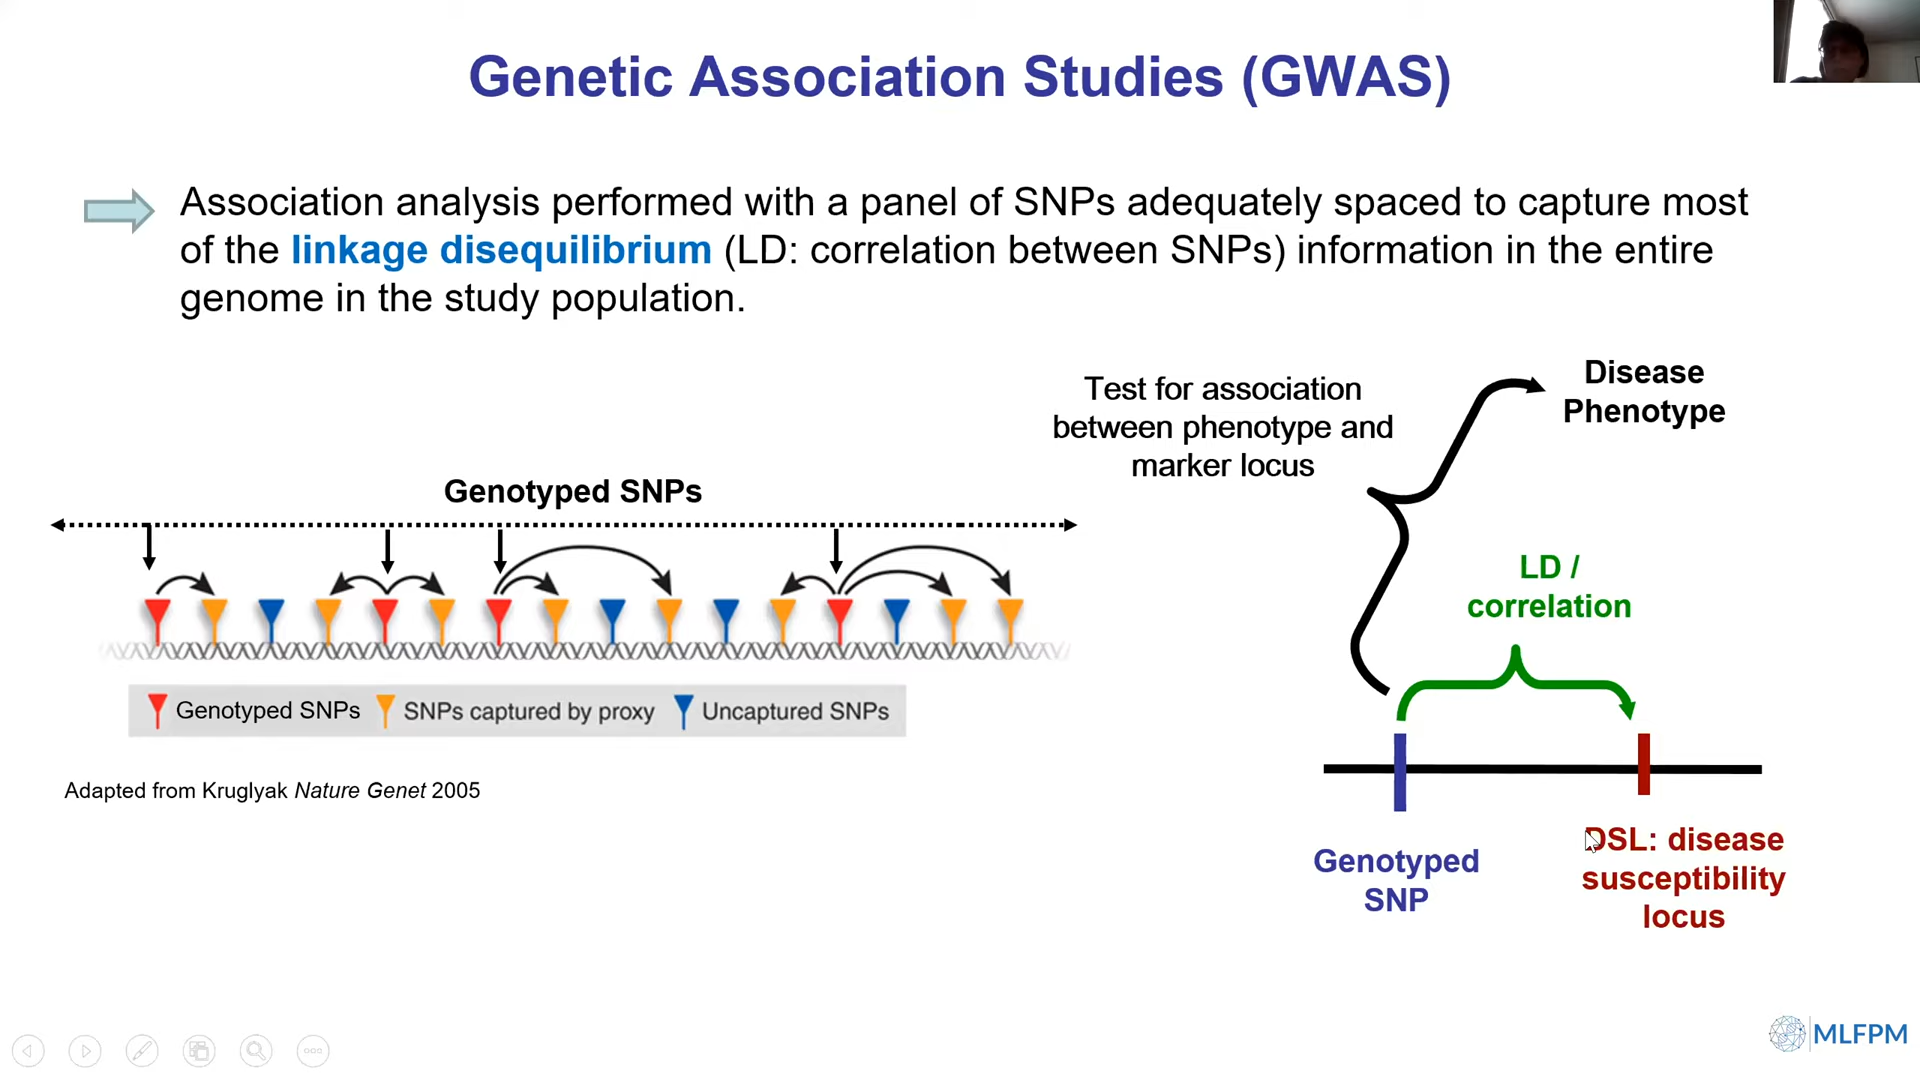 Genetic Association Studies (GWAS)
Association analysis performed with a panel of SNPs adequately spaced to capture most
of the linkage disequilibrium (LD: correlation between SNPs) information in the entire
genome in the study population.
Genotyped SNPs
Genotyped SNPs
SNPs captured by proxy
Uncaptured SNPs
Adapted from Kruglyak Nature Genet 2005
Test for association
between phenotype and
marker locus
Disease
Phenotype
LD /
correlation
Genotyped
SNP
DSL: disease
susceptibility
locus
MLFPM